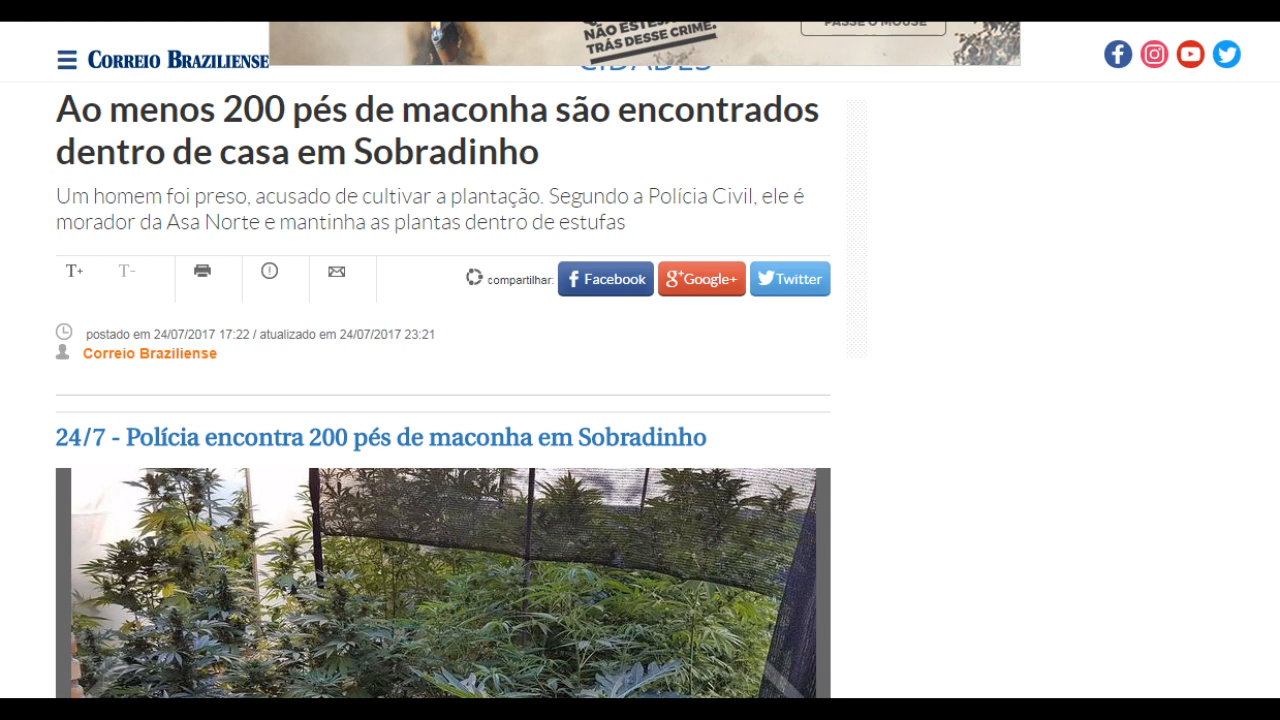 NÃO ESTEJA
TRÁS DESSE CRIME.
PASSE O MOUSE
CORREIO BRAZILIENSE
CIDADES
Ao menos 200 pés de maconha são encontrados
dentro de casa em Sobradinho
Um homem foi preso, acusado de cultivar a plantação. Segundo a Polícia Civil, ele é
morador da Asa Norte e mantinha as plantas dentro de estufas
T+ T- compartilhar: Facebook Google+ Twitter
postado em 24/07/2017 17:22 / atualizado em 24/07/2017 23:21
Correio Braziliense
24/7 - Polícia encontra 200 pés de maconha em Sobradinho